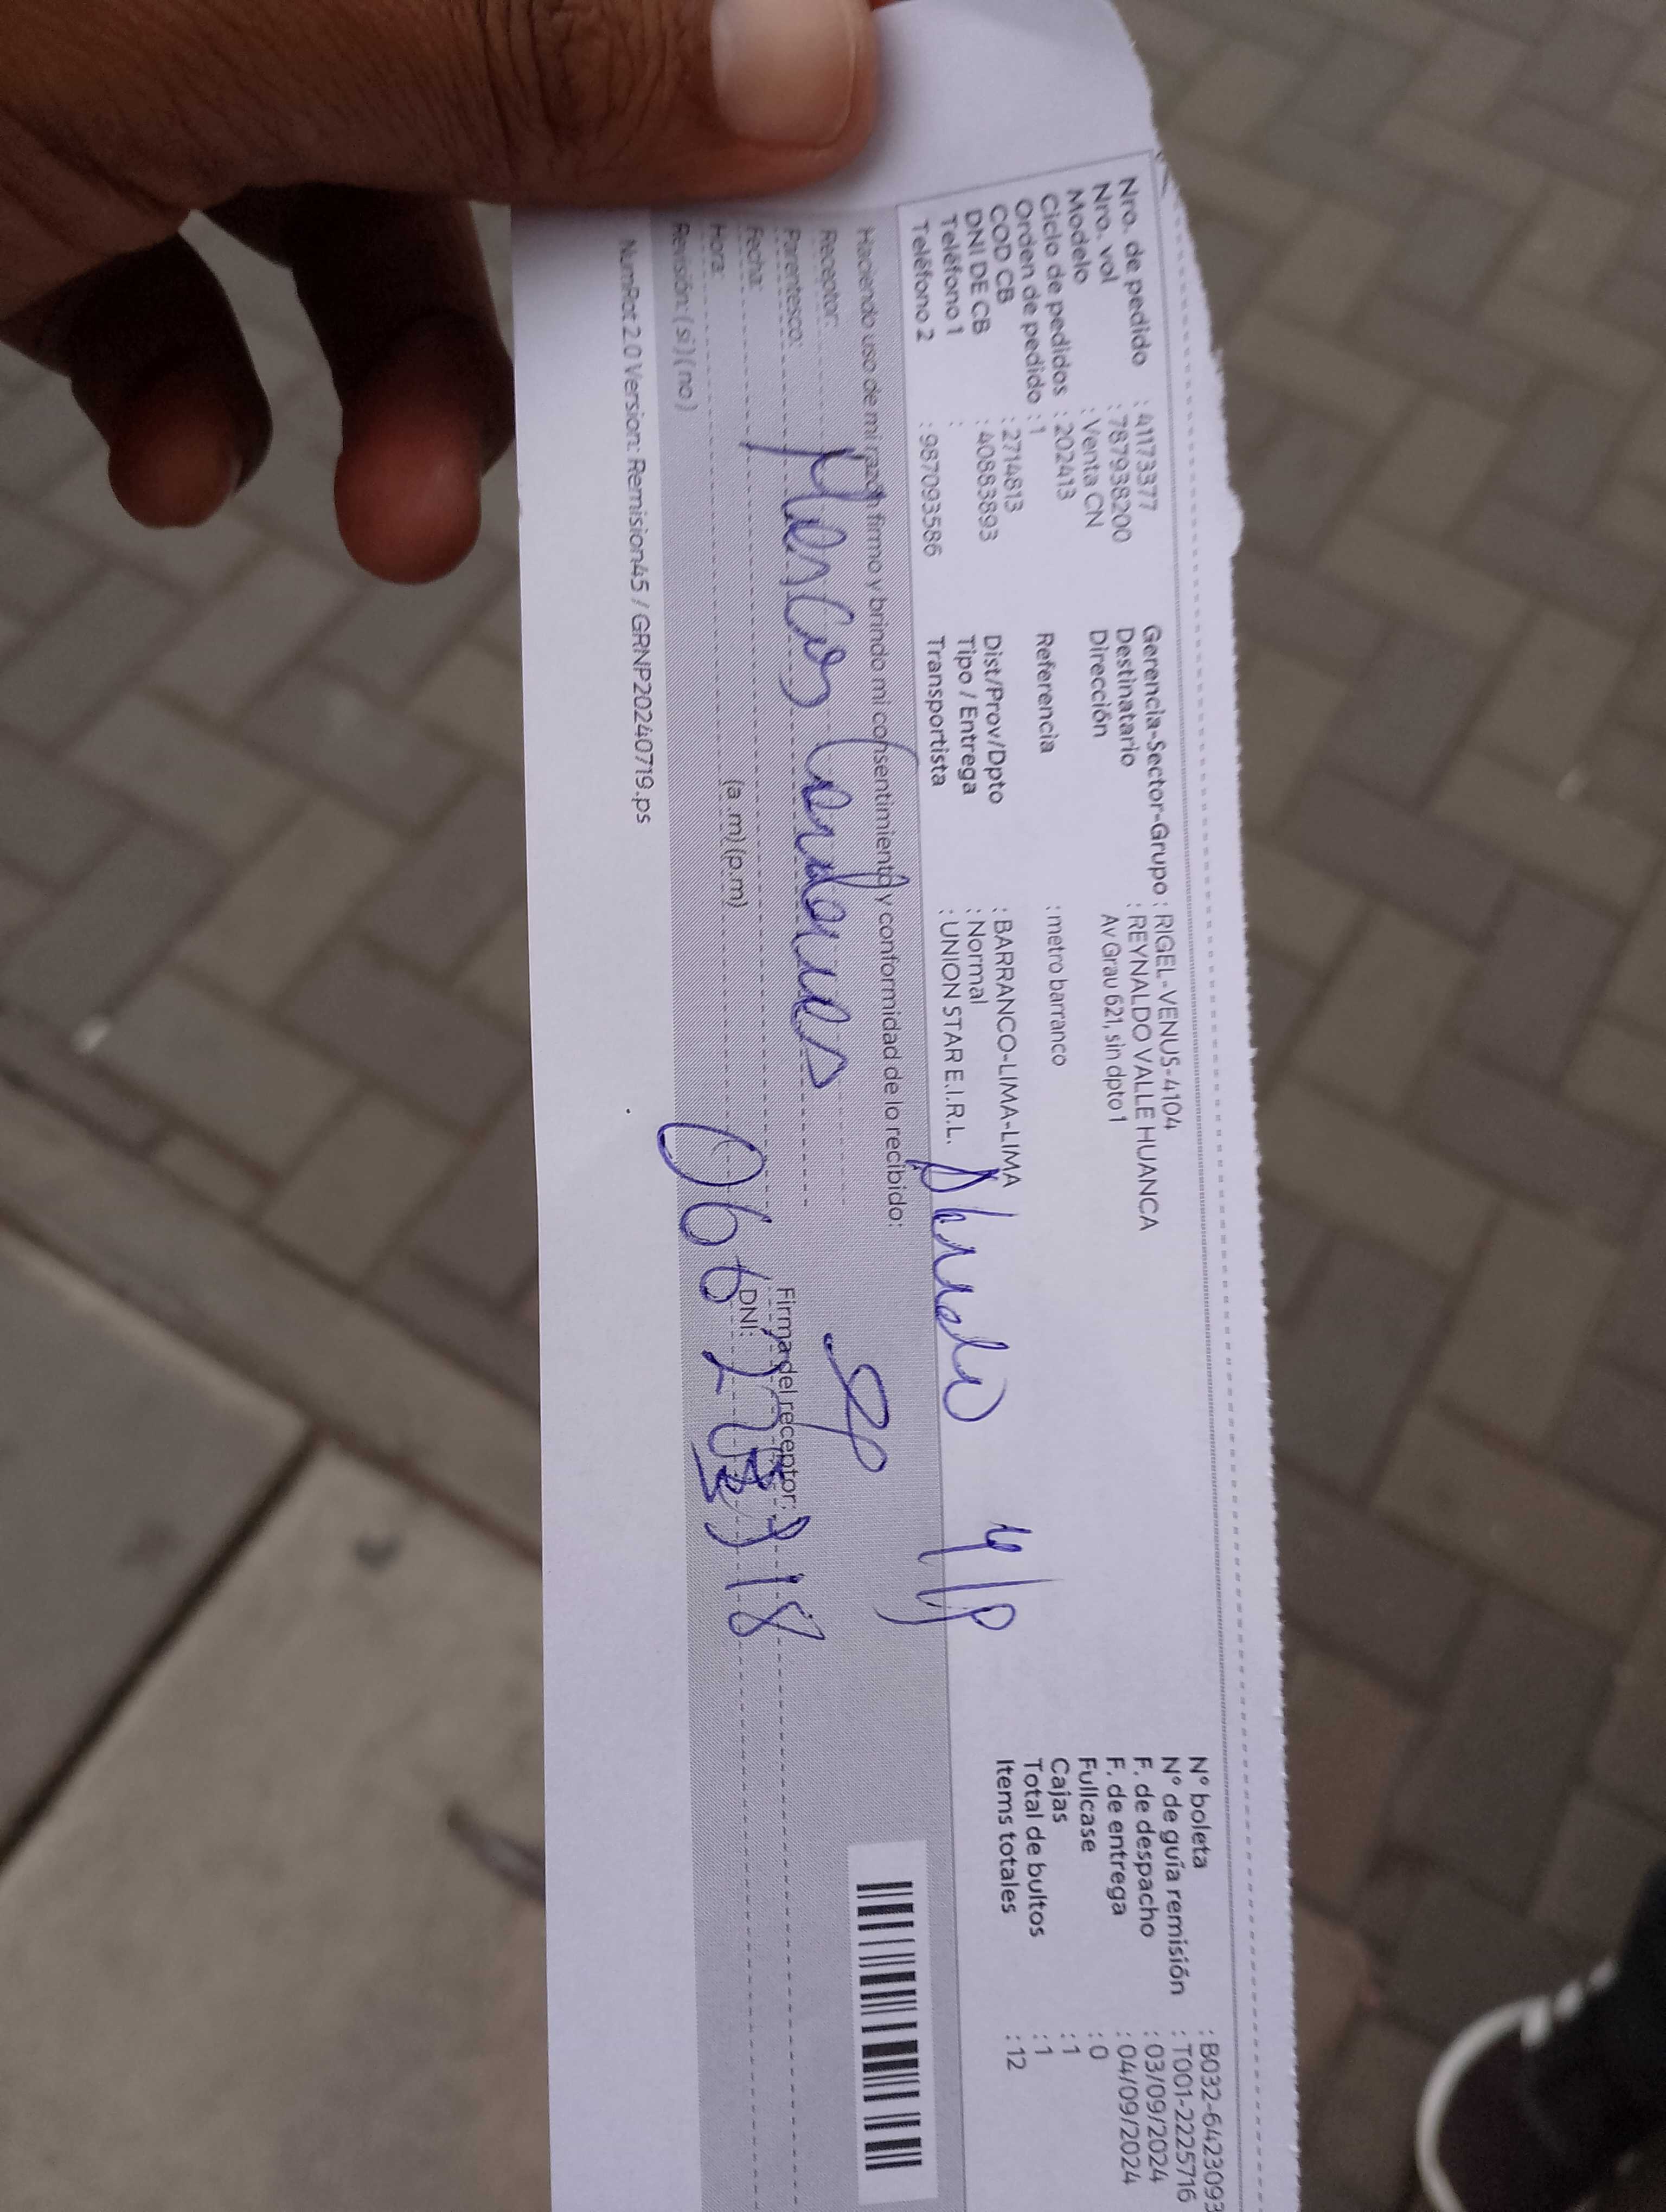 Nro. de pedido : 41173377
Nro. vol : 787938200
Modelo : Venta CN
Ciclo de pedidos : 202413
Orden de pedido : 1
COD CB : 2714813
DNI DE CB : 40883893
Teléfono 1 :
Teléfono 2 : 987093586
Gerencia-Sector-Grupo : RIGEL-VENUS-4104
Destinatario : REYNALDO VALLE HUANCA
Dirección Av Grau 621, sin dpto 1
Referencia : metro barranco
Dist/Prov/Dpto : BARRANCO-LIMA-LIMA
Tipo / Entrega : Normal
Transportista : UNION STAR E.I.R.L.
N° boleta : B032-6423093
N° de guía remisión : T001-2225716
F. de despacho : 03/09/2024
F. de entrega : 04/09/2024
Fullcase : 0
Cajas : 1
Total de bultos : 1
Items totales : 12
Haciendo uso de mi razón firmo y brindo mi consentimiento y conformidad de lo recibido:
Receptor:
Parentesco:
Fecha:
Hora: (a.m)(p.m)
Revisión: ( si ) ( no )
Firma del receptor:
DNI:
NumRot 2.0 Version: Remision45 / GRNP20240719.ps